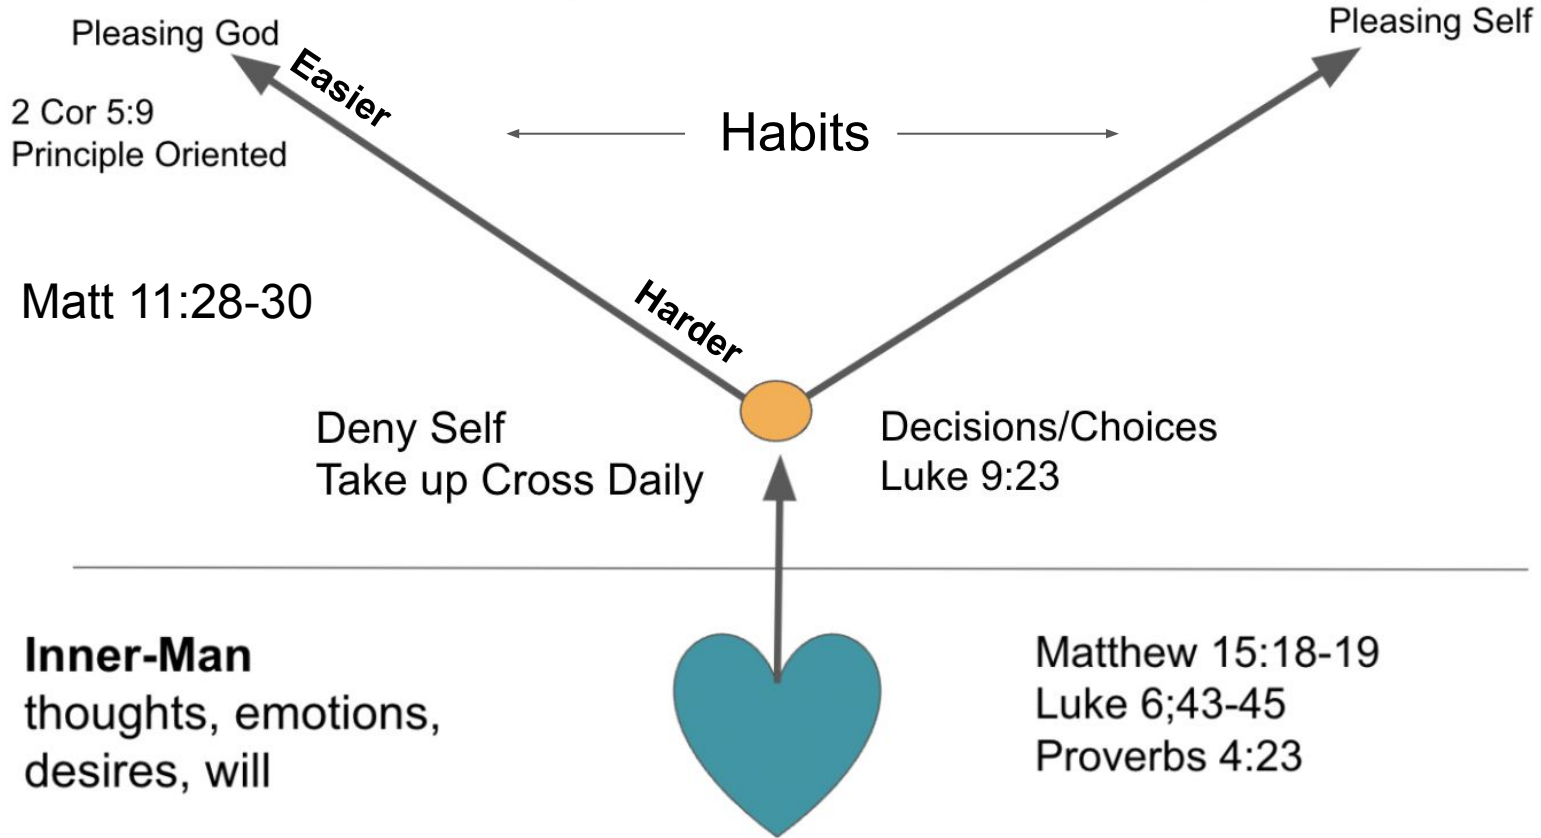 Pleasing God
Pleasing Self
Easier
2 Cor 5:9
Principle Oriented
Habits
Matt 11:28-30
Harder
Deny Self
Take up Cross Daily
Decisions/Choices
Luke 9:23
Inner-Man
thoughts, emotions,
desires, will
Matthew 15:18-19
Luke 6;43-45
Proverbs 4:23